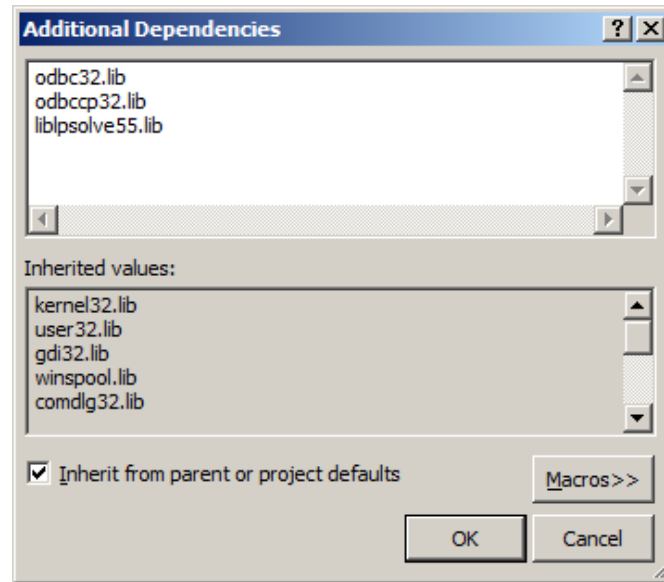 Additional Dependencies
odbc32.lib
odbccp32.lib
liblpsolve55.lib
Inherited values:
kernel32.lib
user32.lib
gdi32.lib
winspool.lib
comdlg32.lib
Inherit from parent or project defaults
Macros>>
OK
Cancel